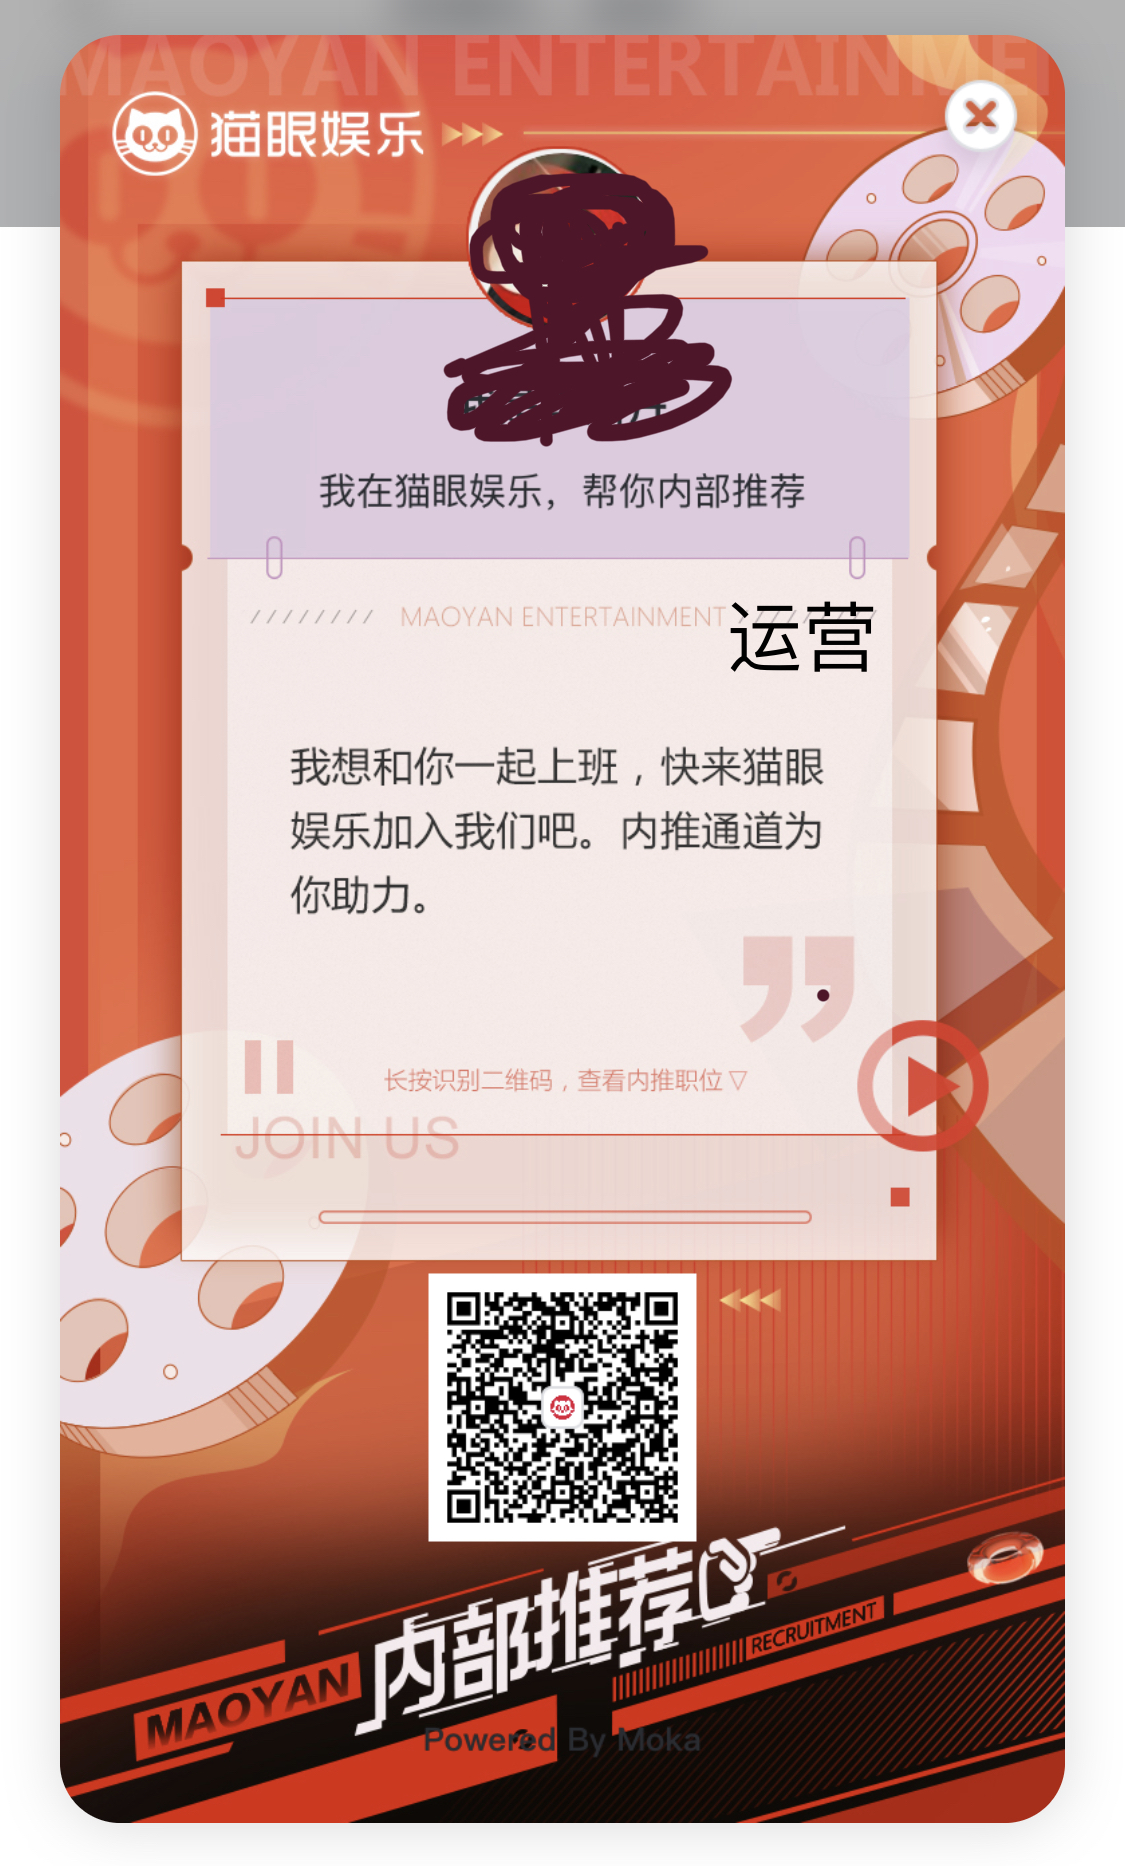 MAOYAN ENTERTAINME
猫眼娱乐
我在猫眼娱乐，帮你内部推荐
MAOYAN ENTERTAINMENT
运营
我想和你一起上班，快来猫眼
娱乐加入我们吧。内推通道为
你助力。
长按识别二维码，查看内推职位▽
JOIN US
内部推荐
RECRUITMENT
MAOYAN
Powered By Moka